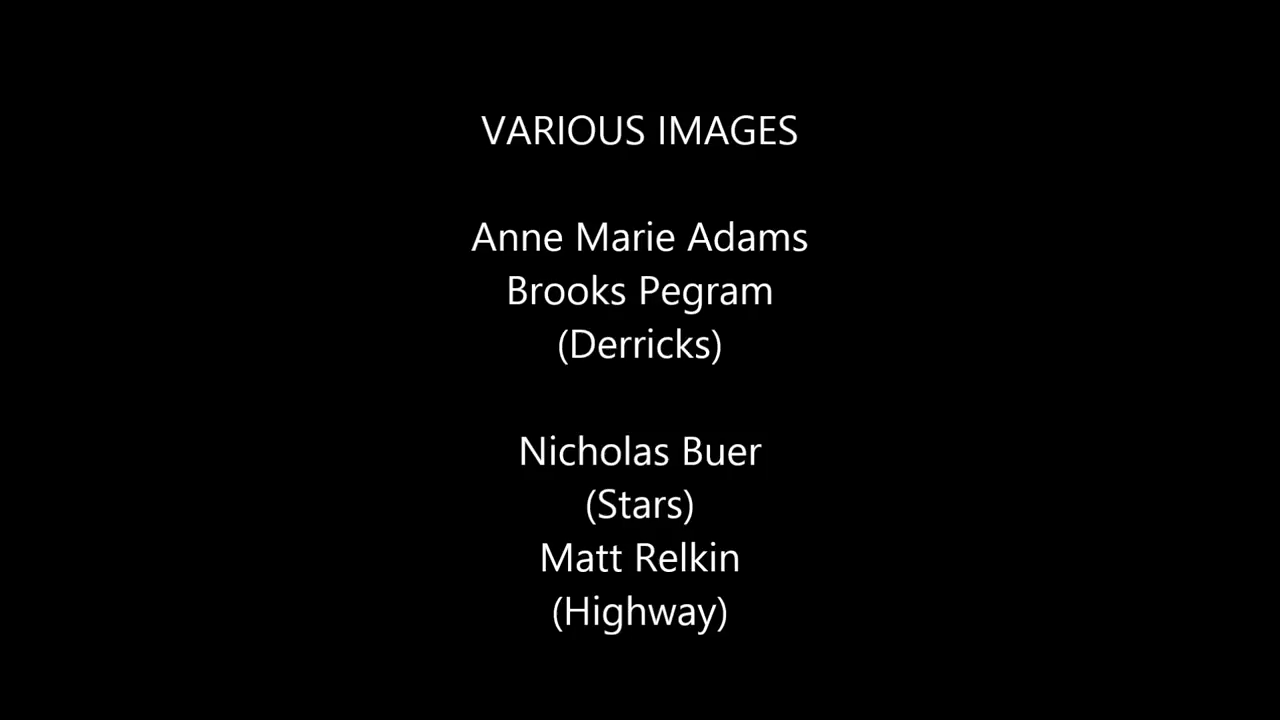 VARIOUS IMAGES
Anne Marie Adams
Brooks Pegram
(Derricks)
Nicholas Buer
(Stars)
Matt Relkin
(Highway)